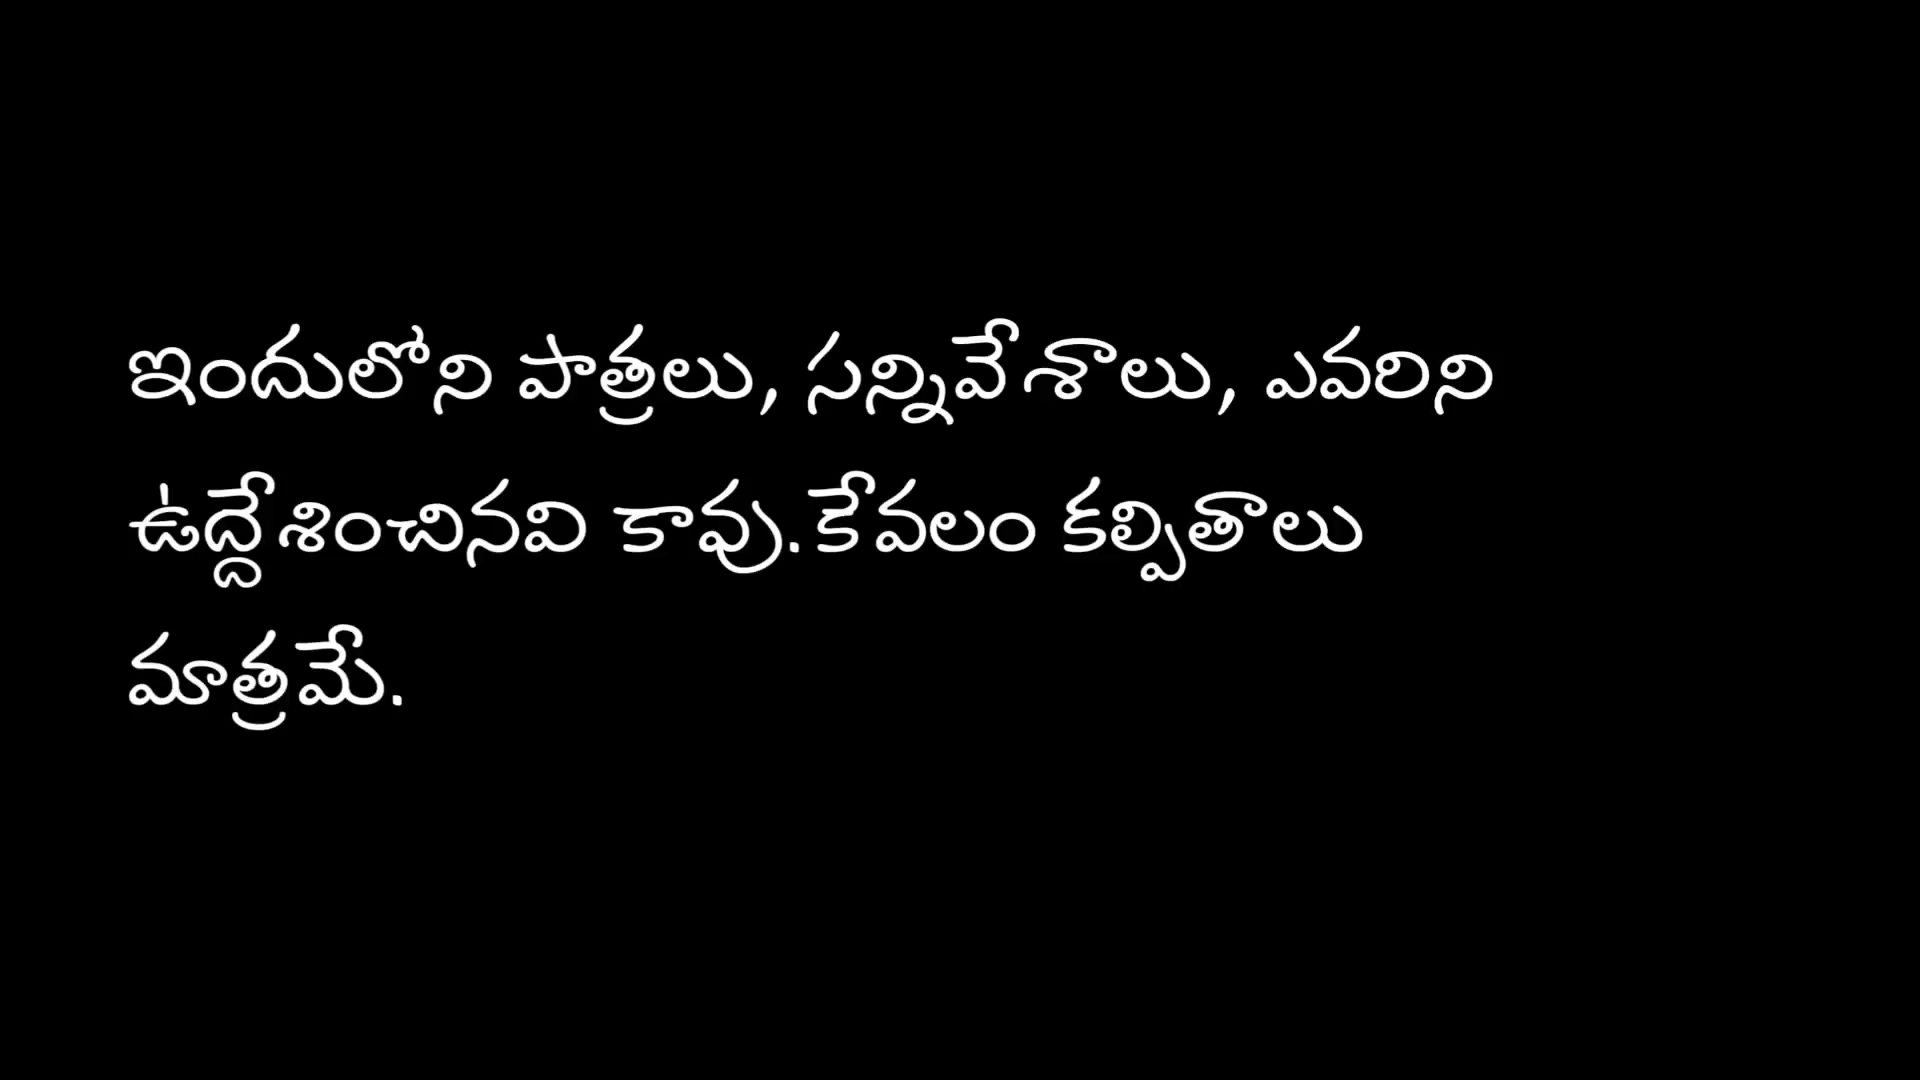 ఇందులోని పాత్రలు, సన్నివేశాలు, ఎవరిని
ఉద్దేశించినవి కావు.కేవలం కల్పితాలు
మాత్రమే.